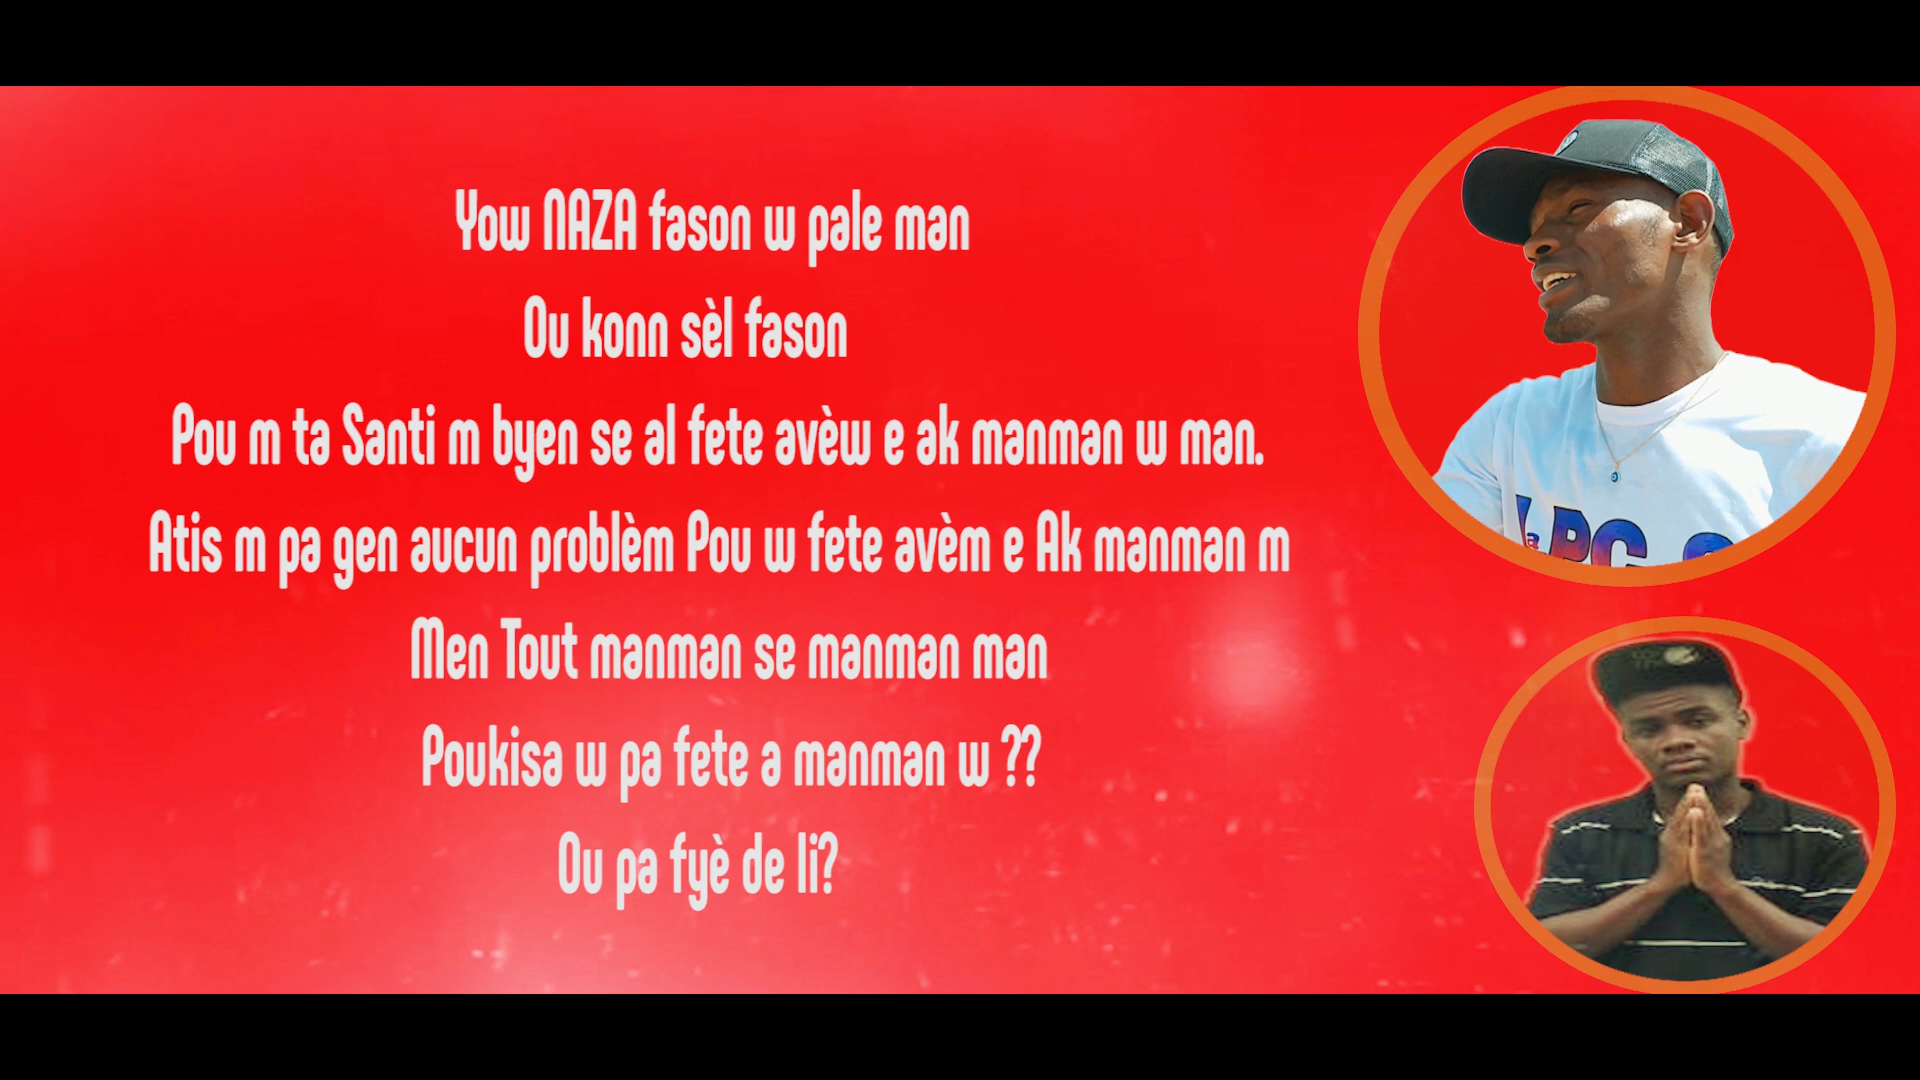 Yow NAZA fason w pale man
Ou konn sèl fason
Pou m ta Santi m byen se al fete avèw e ak manman w man.
Atis m pa gen aucun problèm Pou w fete avèm e Ak manman m
Men Tout manman se manman man
Poukisa w pa fete a manman w ??
Ou pa fyè de li?